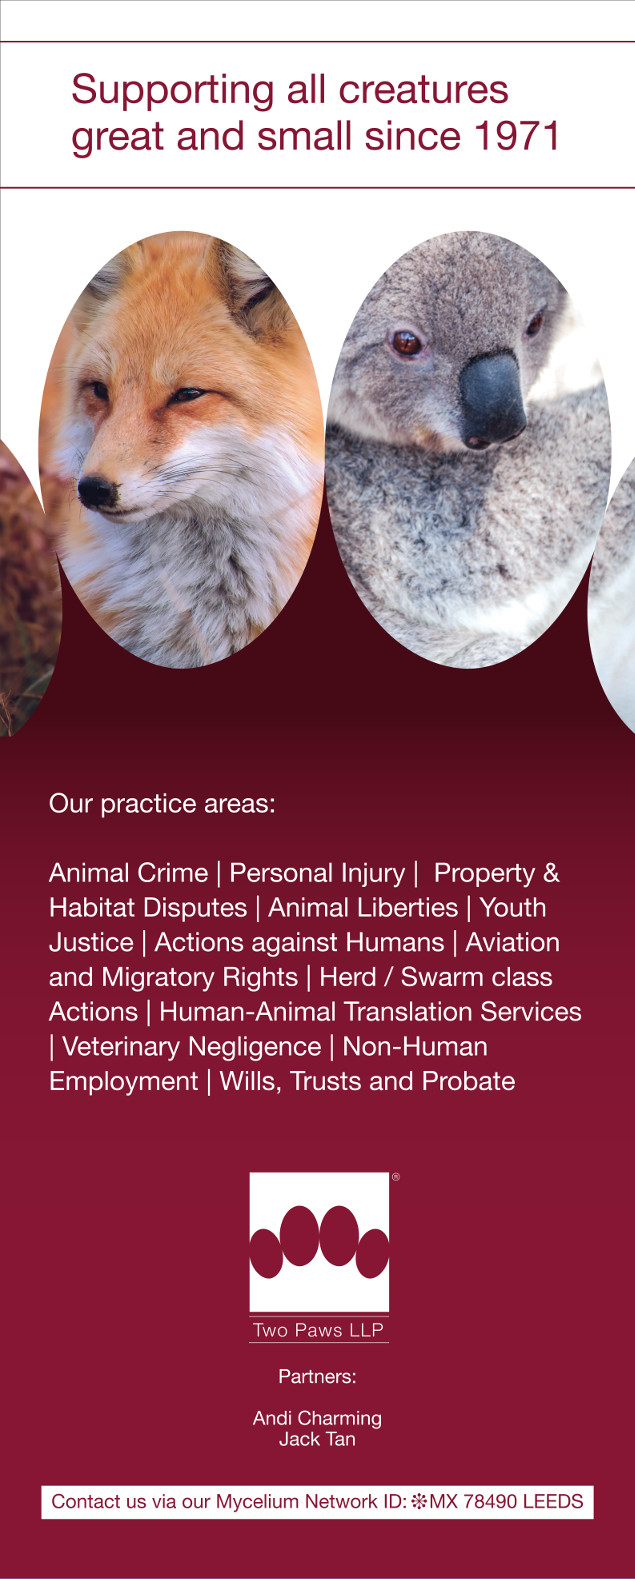 Supporting all creatures
great and small since 1971
Our practice areas:
Animal Crime | Personal Injury |  Property &
Habitat Disputes | Animal Liberties | Youth
Justice | Actions against Humans | Aviation
and Migratory Rights | Herd / Swarm class
Actions | Human-Animal Translation Services
| Veterinary Negligence | Non-Human
Employment | Wills, Trusts and Probate
®
Two Paws LLP
Partners:
Andi Charming
Jack Tan
Contact us via our Mycelium Network ID: ❊MX 78490 LEEDS